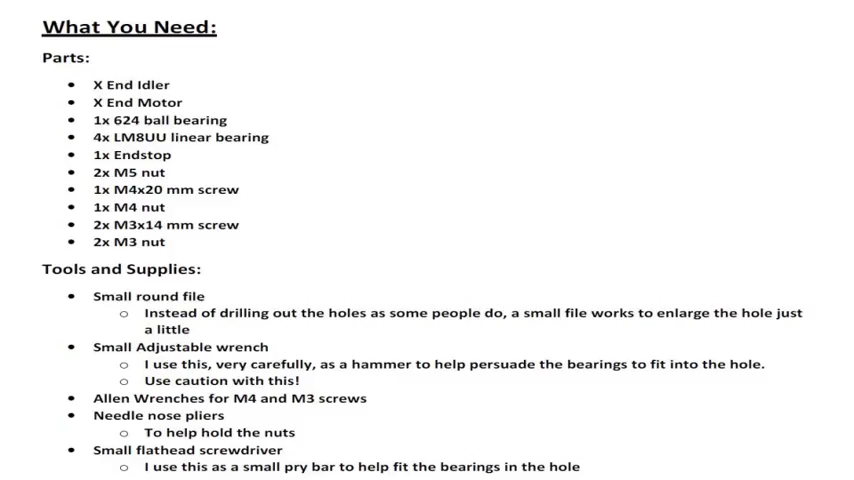 What You Need:
Parts:
• X End Idler
• X End Motor
• 1x 624 ball bearing
• 4x LM8UU linear bearing
• 1x Endstop
• 2x M5 nut
• 1x M4x20 mm screw
• 1x M4 nut
• 2x M3x14 mm screw
• 2x M3 nut
Tools and Supplies:
• Small round file
o Instead of drilling out the holes as some people do, a small file works to enlarge the hole just
a little
• Small Adjustable wrench
o I use this, very carefully, as a hammer to help persuade the bearings to fit into the hole.
o Use caution with this!
• Allen Wrenches for M4 and M3 screws
• Needle nose pliers
o To help hold the nuts
• Small flathead screwdriver
o I use this as a small pry bar to help fit the bearings in the hole